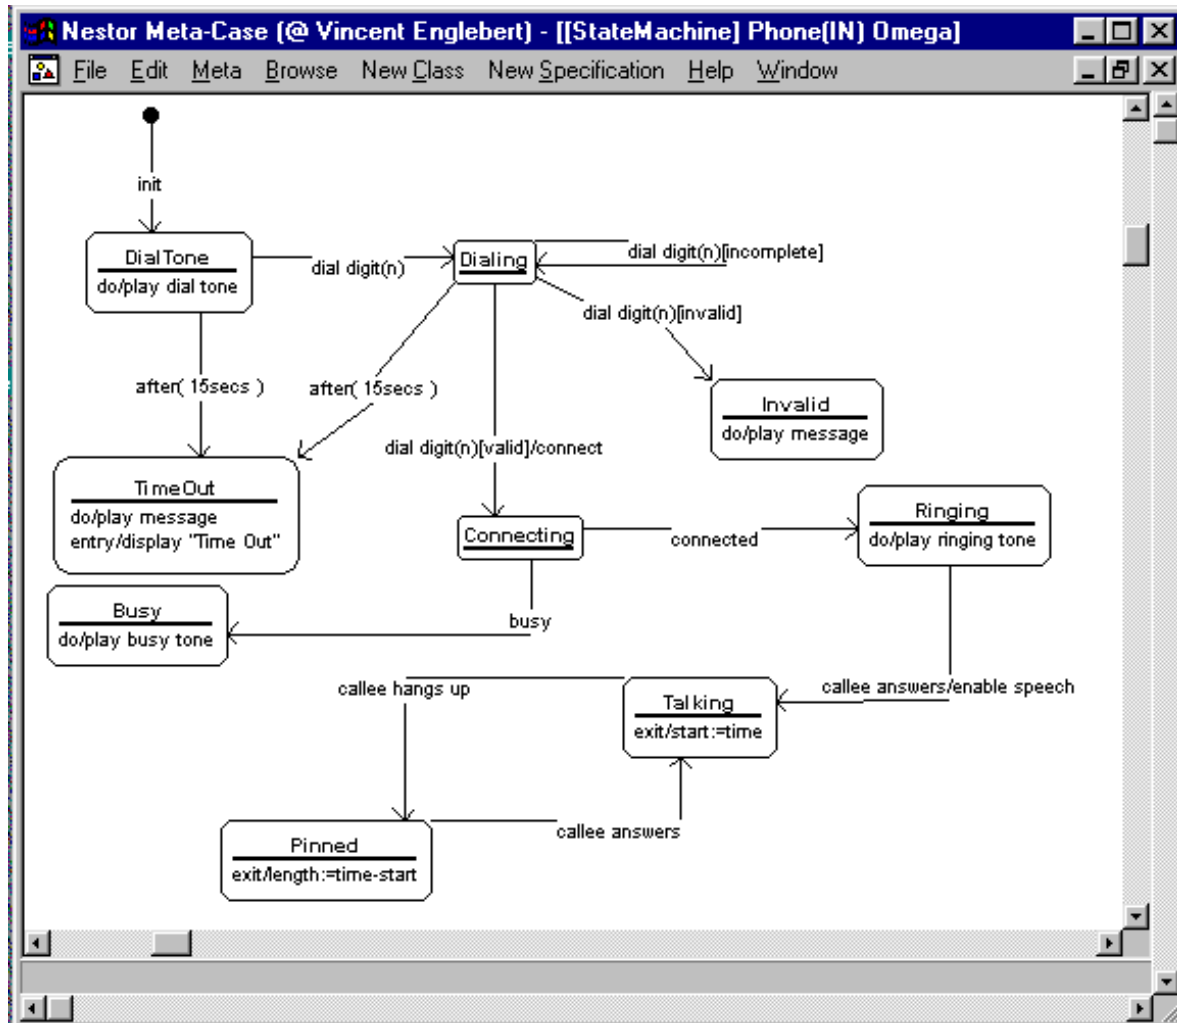 Nestor Meta-Case (@ Vincent Englebert) - [[StateMachine] Phone(IN) Omega]
File Edit Meta Browse New Class New Specification Help Window
init
DialTone
do/play dial tone
dial digit(n)
Dialing
dial digit(n)[incomplete]
dial digit(n)[invalid]
after( 15secs )
after( 15secs )
Invalid
do/play message
dial digit(n)[valid]/connect
TimeOut
do/play message
entry/display "Time Out"
Connecting
connected
Ringing
do/play ringing tone
Busy
do/play busy tone
busy
callee hangs up
Talking
exit/start:=time
callee answers/enable speech
Pinned
exit/length:=time-start
callee answers